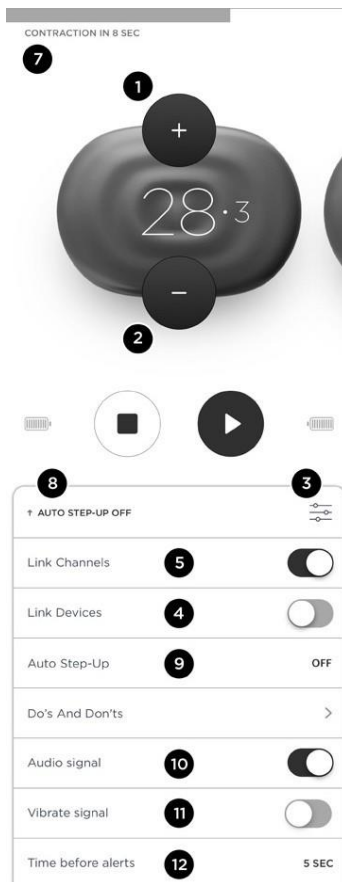 CONTRACTION IN 8 SEC
7
1
+
28·3
−
2
8
3
↑ AUTO STEP-UP OFF
Link Channels 5
Link Devices 4
Auto Step-Up 9 OFF
Do's And Don'ts >
Audio signal 10
Vibrate signal 11
Time before alerts 12 5 SEC